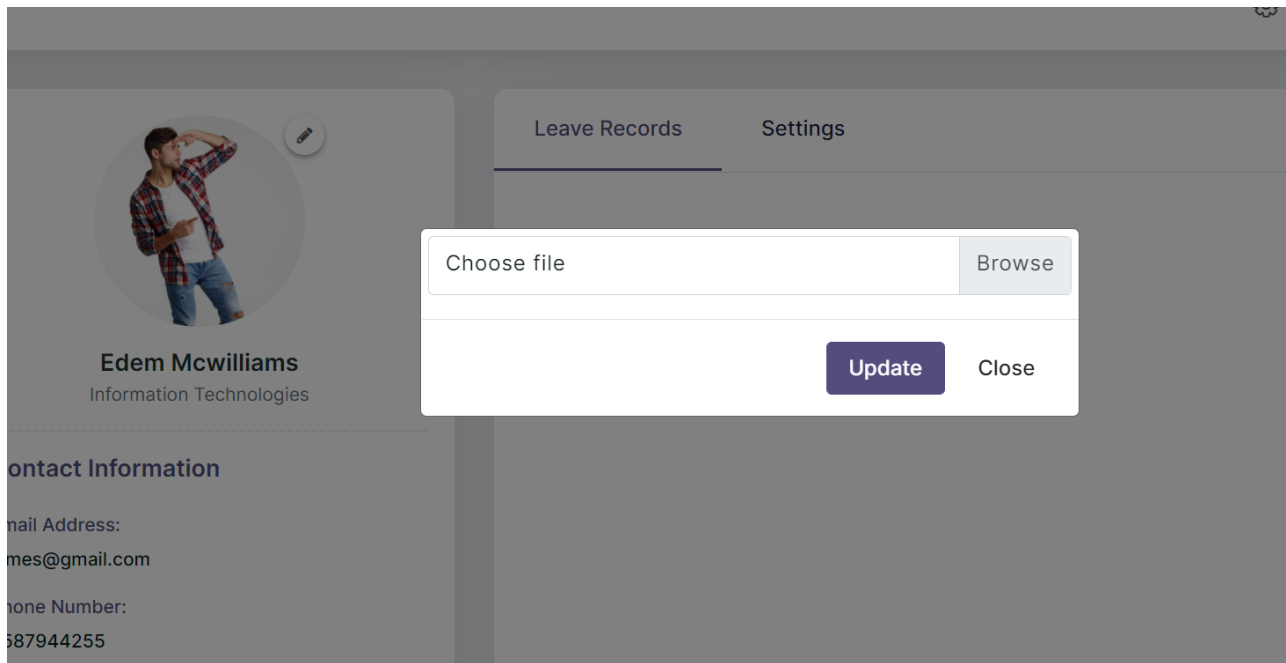 Leave Records
Settings
Choose file
Browse
Update
Close
Edem Mcwilliams
Information Technologies
ontact Information
mail Address:
mes@gmail.com
hone Number:
587944255